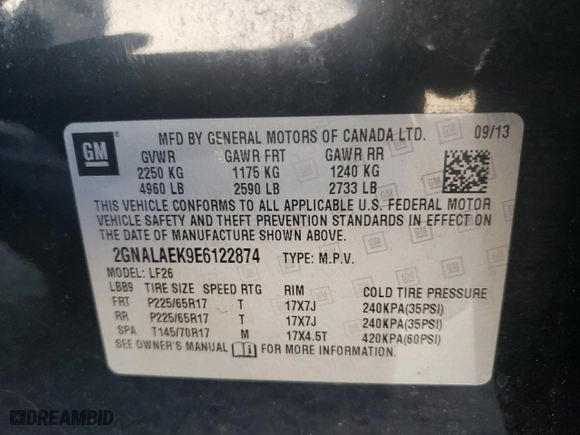 GM
MFD BY GENERAL MOTORS OF CANADA LTD. 09/13
GVWR GAWR FRT GAWR RR
2250 KG 1175 KG 1240 KG
4960 LB 2590 LB 2733 LB
THIS VEHICLE CONFORMS TO ALL APPLICABLE U.S. FEDERAL MOTOR
VEHICLE SAFETY AND THEFT PREVENTION STANDARDS IN EFFECT ON
THE DATE OF MANUFACTURE SHOWN ABOVE.
2GNALAEK9E6122874 TYPE: M.P.V.
MODEL: LF26
LBB9 TIRE SIZE SPEED RTG RIM COLD TIRE PRESSURE
FRT P225/65R17 T 17X7J 240KPA(35PSI)
RR P225/65R17 T 17X7J 240KPA(35PSI)
SPA T145/70R17 M 17X4.5T 420KPA(60PSI)
SEE OWNER'S MANUAL FOR MORE INFORMATION.
DREAMBID